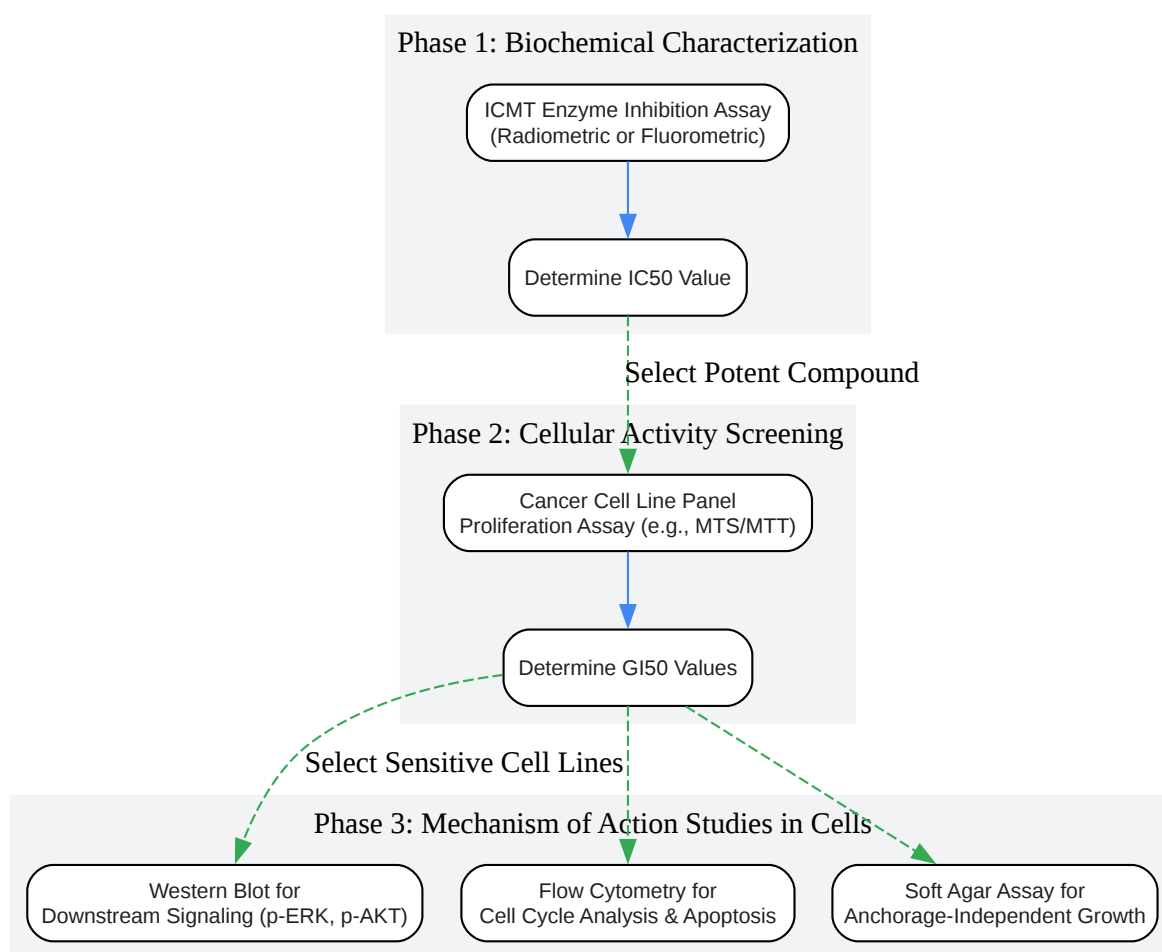 Phase 1: Biochemical Characterization
ICMT Enzyme Inhibition Assay
(Radiometric or Fluorometric)
Determine IC50 Value
Select Potent Compound
Phase 2: Cellular Activity Screening
Cancer Cell Line Panel
Proliferation Assay (e.g., MTS/MTT)
Determine GI50 Values
Select Sensitive Cell Lines
Phase 3: Mechanism of Action Studies in Cells
Western Blot for
Downstream Signaling (p-ERK, p-AKT)
Flow Cytometry for
Cell Cycle Analysis & Apoptosis
Soft Agar Assay for
Anchorage-Independent Growth